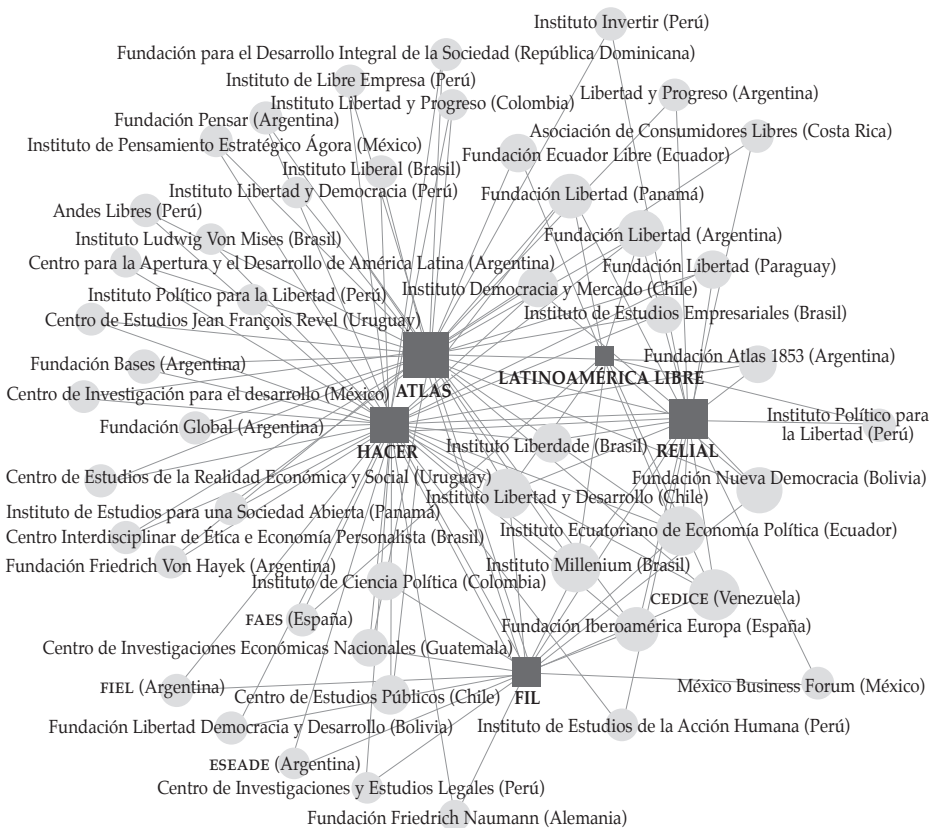 Instituto Invertir (Perú)
Fundación para el Desarrollo Integral de la Sociedad (República Dominicana)
Instituto de Libre Empresa (Perú)
Libertad y Progreso (Argentina)
Instituto Libertad y Progreso (Colombia)
Fundación Pensar (Argentina)
Asociación de Consumidores Libres (Costa Rica)
Instituto de Pensamiento Estratégico Ágora (México)
Fundación Ecuador Libre (Ecuador)
Instituto Liberal (Brasil)
Instituto Libertad y Democracia (Perú)
Fundación Libertad (Panamá)
Andes Libres (Perú)
Instituto Ludwig Von Mises (Brasil)
Fundación Libertad (Argentina)
Centro para la Apertura y el Desarrollo de América Latina (Argentina)
Fundación Libertad (Paraguay)
Instituto Democracia y Mercado (Chile)
Instituto Político para la Libertad (Perú)
Instituto de Estudios Empresariales (Brasil)
Centro de Estudios Jean François Revel (Uruguay)
Fundación Atlas 1853 (Argentina)
Fundación Bases (Argentina)
LATINOAMÉRICA LIBRE
ATLAS
Centro de Investigación para el desarrollo (México)
Instituto Político para
la Libertad (Perú)
Fundación Global (Argentina)
HACER
Instituto Liberdade (Brasil)
RELIAL
Centro de Estudios de la Realidad Económica y Social (Uruguay)
Fundación Nueva Democracia (Bolivia)
Instituto Libertad y Desarrollo (Chile)
Instituto de Estudios para una Sociedad Abierta (Panamá)
Instituto Ecuatoriano de Economía Política (Ecuador)
Centro Interdisciplinar de Ética e Economía Personalista (Brasil)
Fundación Friedrich Von Hayek (Argentina)
Instituto Millenium (Brasil)
Instituto de Ciencia Política (Colombia)
CEDICE (Venezuela)
FAES (España)
Fundación Iberoamérica Europa (España)
Centro de Investigaciones Económicas Nacionales (Guatemala)
FIEL (Argentina)
México Business Forum (México)
Centro de Estudios Públicos (Chile)
FIL
Fundación Libertad Democracia y Desarrollo (Bolivia)
Instituto de Estudios de la Acción Humana (Perú)
ESEADE (Argentina)
Centro de Investigaciones y Estudios Legales (Perú)
Fundación Friedrich Naumann (Alemania)